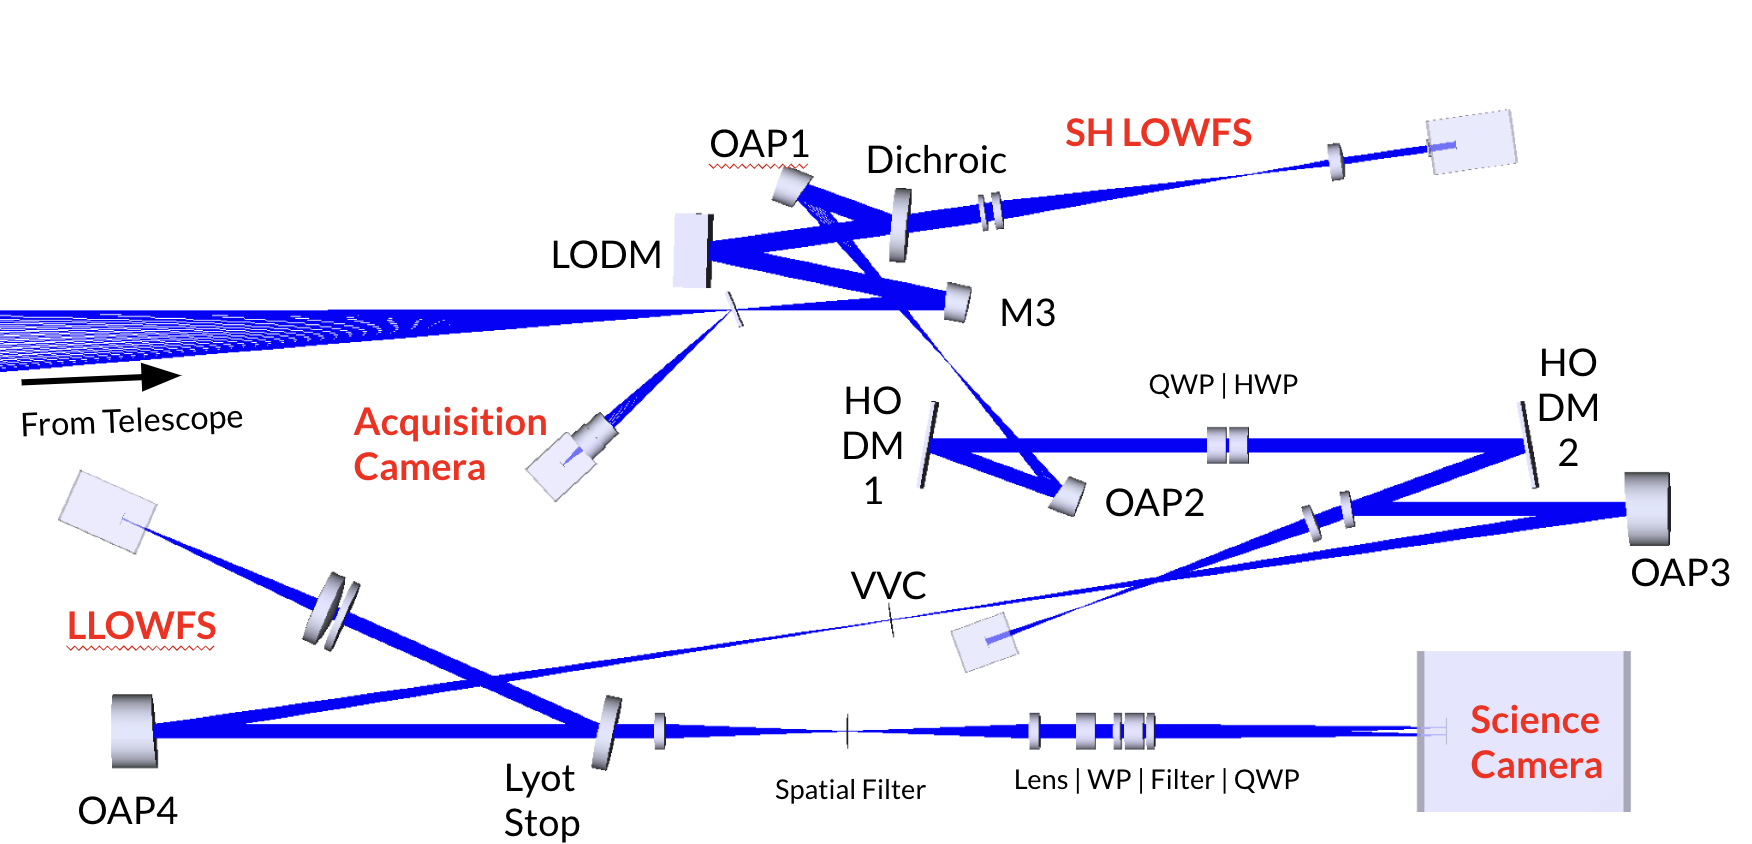 SH LOWFS
OAP1
Dichroic
LODM
M3
From Telescope
Acquisition
Camera
HO
DM
1
QWP | HWP
HO
DM
2
OAP2
OAP3
VVC
LLOWFS
OAP4
Lyot
Stop
Spatial Filter
Lens | WP | Filter | QWP
Science
Camera